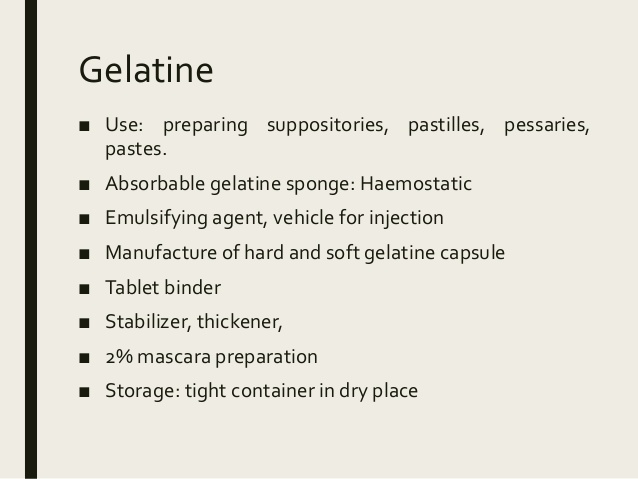 Gelatine
■ Use: preparing suppositories, pastilles, pessaries,
pastes.
■ Absorbable gelatine sponge: Haemostatic
■ Emulsifying agent, vehicle for injection
■ Manufacture of hard and soft gelatine capsule
■ Tablet binder
■ Stabilizer, thickener,
■ 2% mascara preparation
■ Storage: tight container in dry place